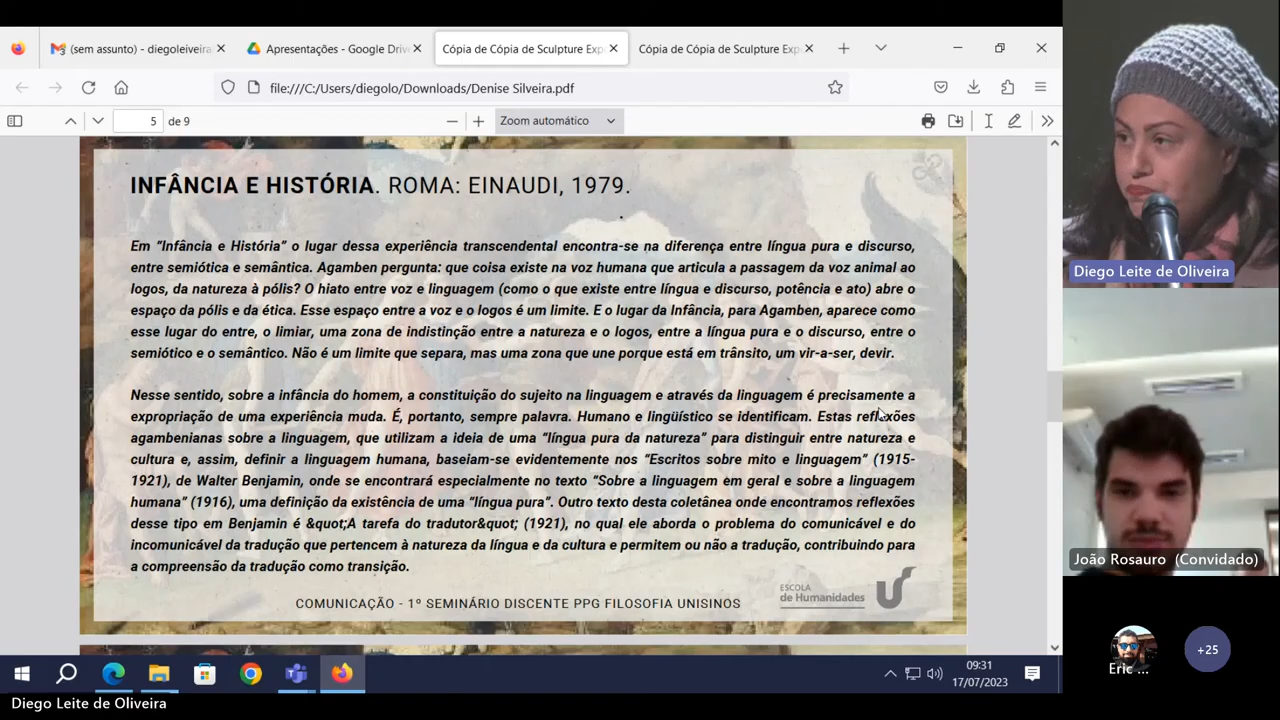 (sem assunto) - diegoleiveira
Apresentações - Google Driv
Cópia de Cópia de Sculpture Exp
Cópia de Cópia de Sculpture Exp
file:///C:/Users/diegolo/Downloads/Denise Silveira.pdf
5 de 9
Zoom automático
INFÂNCIA E HISTÓRIA. ROMA: EINAUDI, 1979.
Em “Infância e História” o lugar dessa experiência transcendental encontra-se na diferença entre língua pura e discurso,
entre semiótica e semântica. Agamben pergunta: que coisa existe na voz humana que articula a passagem da voz animal ao
logos, da natureza à pólis? O hiato entre voz e linguagem (como o que existe entre língua e discurso, potência e ato) abre o
espaço da pólis e da ética. Esse espaço entre a voz e o logos é um limite. E o lugar da Infância, para Agamben, aparece como
esse lugar do entre, o limiar, uma zona de indistinção entre a natureza e o logos, entre a língua pura e o discurso, entre o
semiótico e o semântico. Não é um limite que separa, mas uma zona que une porque está em trânsito, um vir-a-ser, devir.
Nesse sentido, sobre a infância do homem, a constituição do sujeito na linguagem e através da linguagem é precisamente a
expropriação de uma experiência muda. É, portanto, sempre palavra. Humano e lingüístico se identificam. Estas reflexões
agambenianas sobre a linguagem, que utilizam a ideia de uma “língua pura da natureza” para distinguir entre natureza e
cultura e, assim, definir a linguagem humana, baseiam-se evidentemente nos “Escritos sobre mito e linguagem” (1915-
1921), de Walter Benjamin, onde se encontrará especialmente no texto “Sobre a linguagem em geral e sobre a linguagem
humana” (1916), uma definição da existência de uma “língua pura”. Outro texto desta coletânea onde encontramos reflexões
desse tipo em Benjamin é &quot;A tarefa do tradutor&quot; (1921), no qual ele aborda o problema do comunicável e do
incomunicável da tradução que pertencem à natureza da língua e da cultura e permitem ou não a tradução, contribuindo para
a compreensão da tradução como transição.
COMUNICAÇÃO - 1º SEMINÁRIO DISCENTE PPG FILOSOFIA UNISINOS
ESCOLA
de Humanidades
Diego Leite de Oliveira
João Rosauro (Convidado)
Eric ...
+25
09:31
17/07/2023
Diego Leite de Oliveira